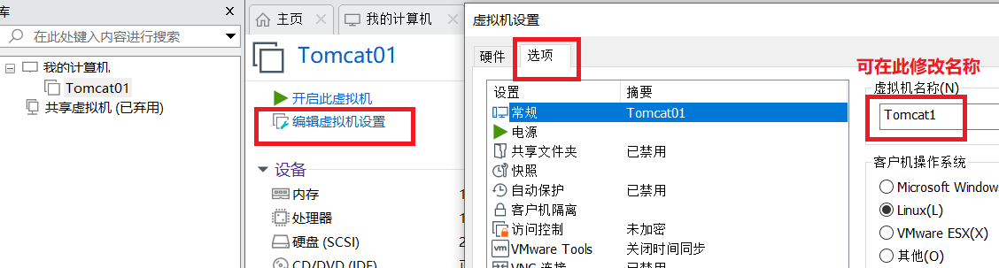 库
在此处键入内容进行搜索
我的计算机
Tomcat01
共享虚拟机 (已弃用)
主页
我的计算机
Tomcat01
开启此虚拟机
编辑虚拟机设置
设备
内存
处理器
硬盘 (SCSI)
CD/DVD (IDE)
虚拟机设置
硬件
选项
设置
摘要
常规
Tomcat01
电源
共享文件夹
已禁用
快照
自动保护
已禁用
客户机隔离
访问控制
未加密
VMware Tools
关闭时间同步
VNC 连接
已禁用
可在此修改名称
虚拟机名称(N)
Tomcat1
客户机操作系统
Microsoft Window
Linux(L)
VMware ESX(X)
其他(O)